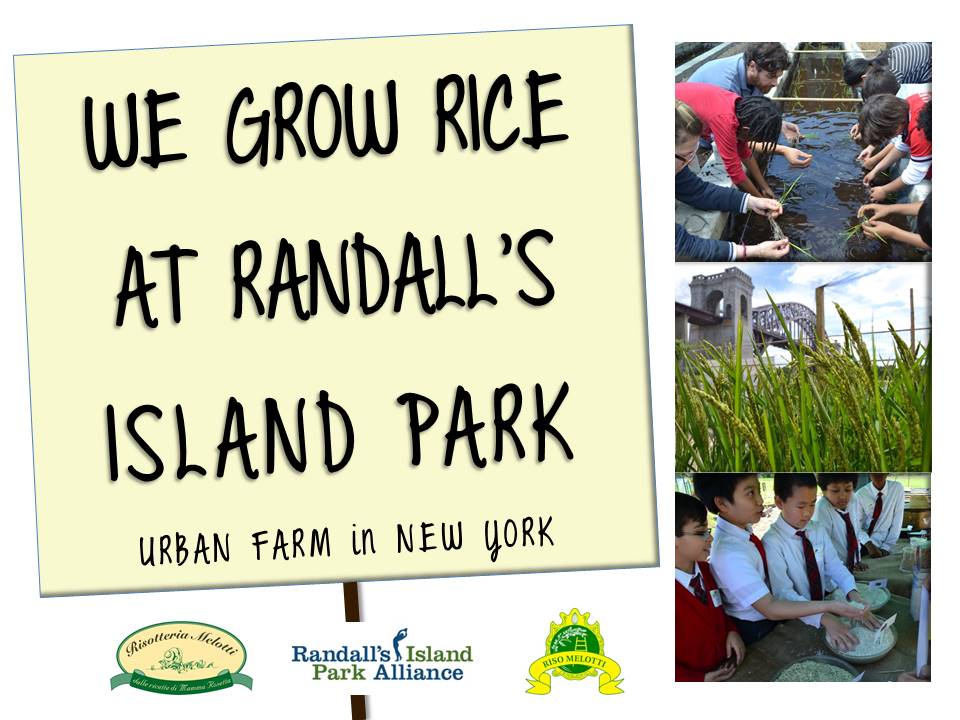 WE GROW RICE
AT RANDALL'S
ISLAND PARK
URBAN FARM in NEW YORK
Risotteria Melotti
dalle ricette di Mamma Rosetta
Randall's Island
Park Alliance
RISO MELOTTI